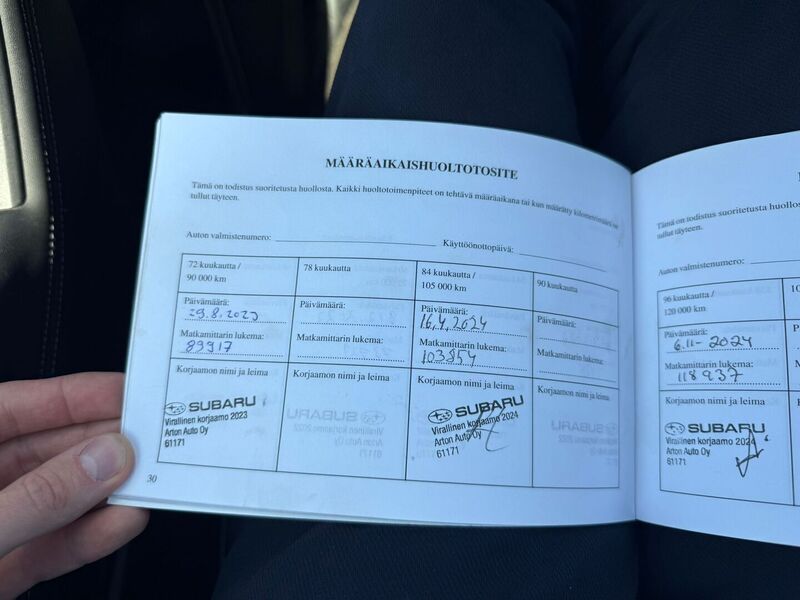 MÄÄRÄAIKAISHUOLTOTOSITE
Tämä on todistus suoritetusta huollosta. Kaikki huoltotoimenpiteet on tehtävä määräaikana tai kun määrätty kilometrimäärä on
tullut täyteen.
Auton valmistenumero:
Käyttöönottopäivä:
72 kuukautta /
90 000 km
Päivämäärä:
29.8.2023
Matkamittarin lukema:
89917
Korjaamon nimi ja leima
SUBARU
Virallinen korjaamo 2023
Arton Auto Oy
61171
78 kuukautta
Päivämäärä:
Matkamittarin lukema:
Korjaamon nimi ja leima
84 kuukautta /
105 000 km
Päivämäärä:
16.4.2024
Matkamittarin lukema:
103854
Korjaamon nimi ja leima
SUBARU
Virallinen korjaamo 2024
Arton Auto Oy
61171
90 kuukautta
Päivämäärä:
Matkamittarin lukema:
Korjaamon nimi ja leima
30
Tämä on todistus suoritetusta
tullut täyteen.
Auton valmistenumero:
96 kuukautta /
120 000 km
Päivämäärä:
6.11-2024
Matkamittarin lukema:
118937
Korjaamon nimi ja leima
SUBARU
Virallinen korjaamo 2024
Arton Auto Oy
61171